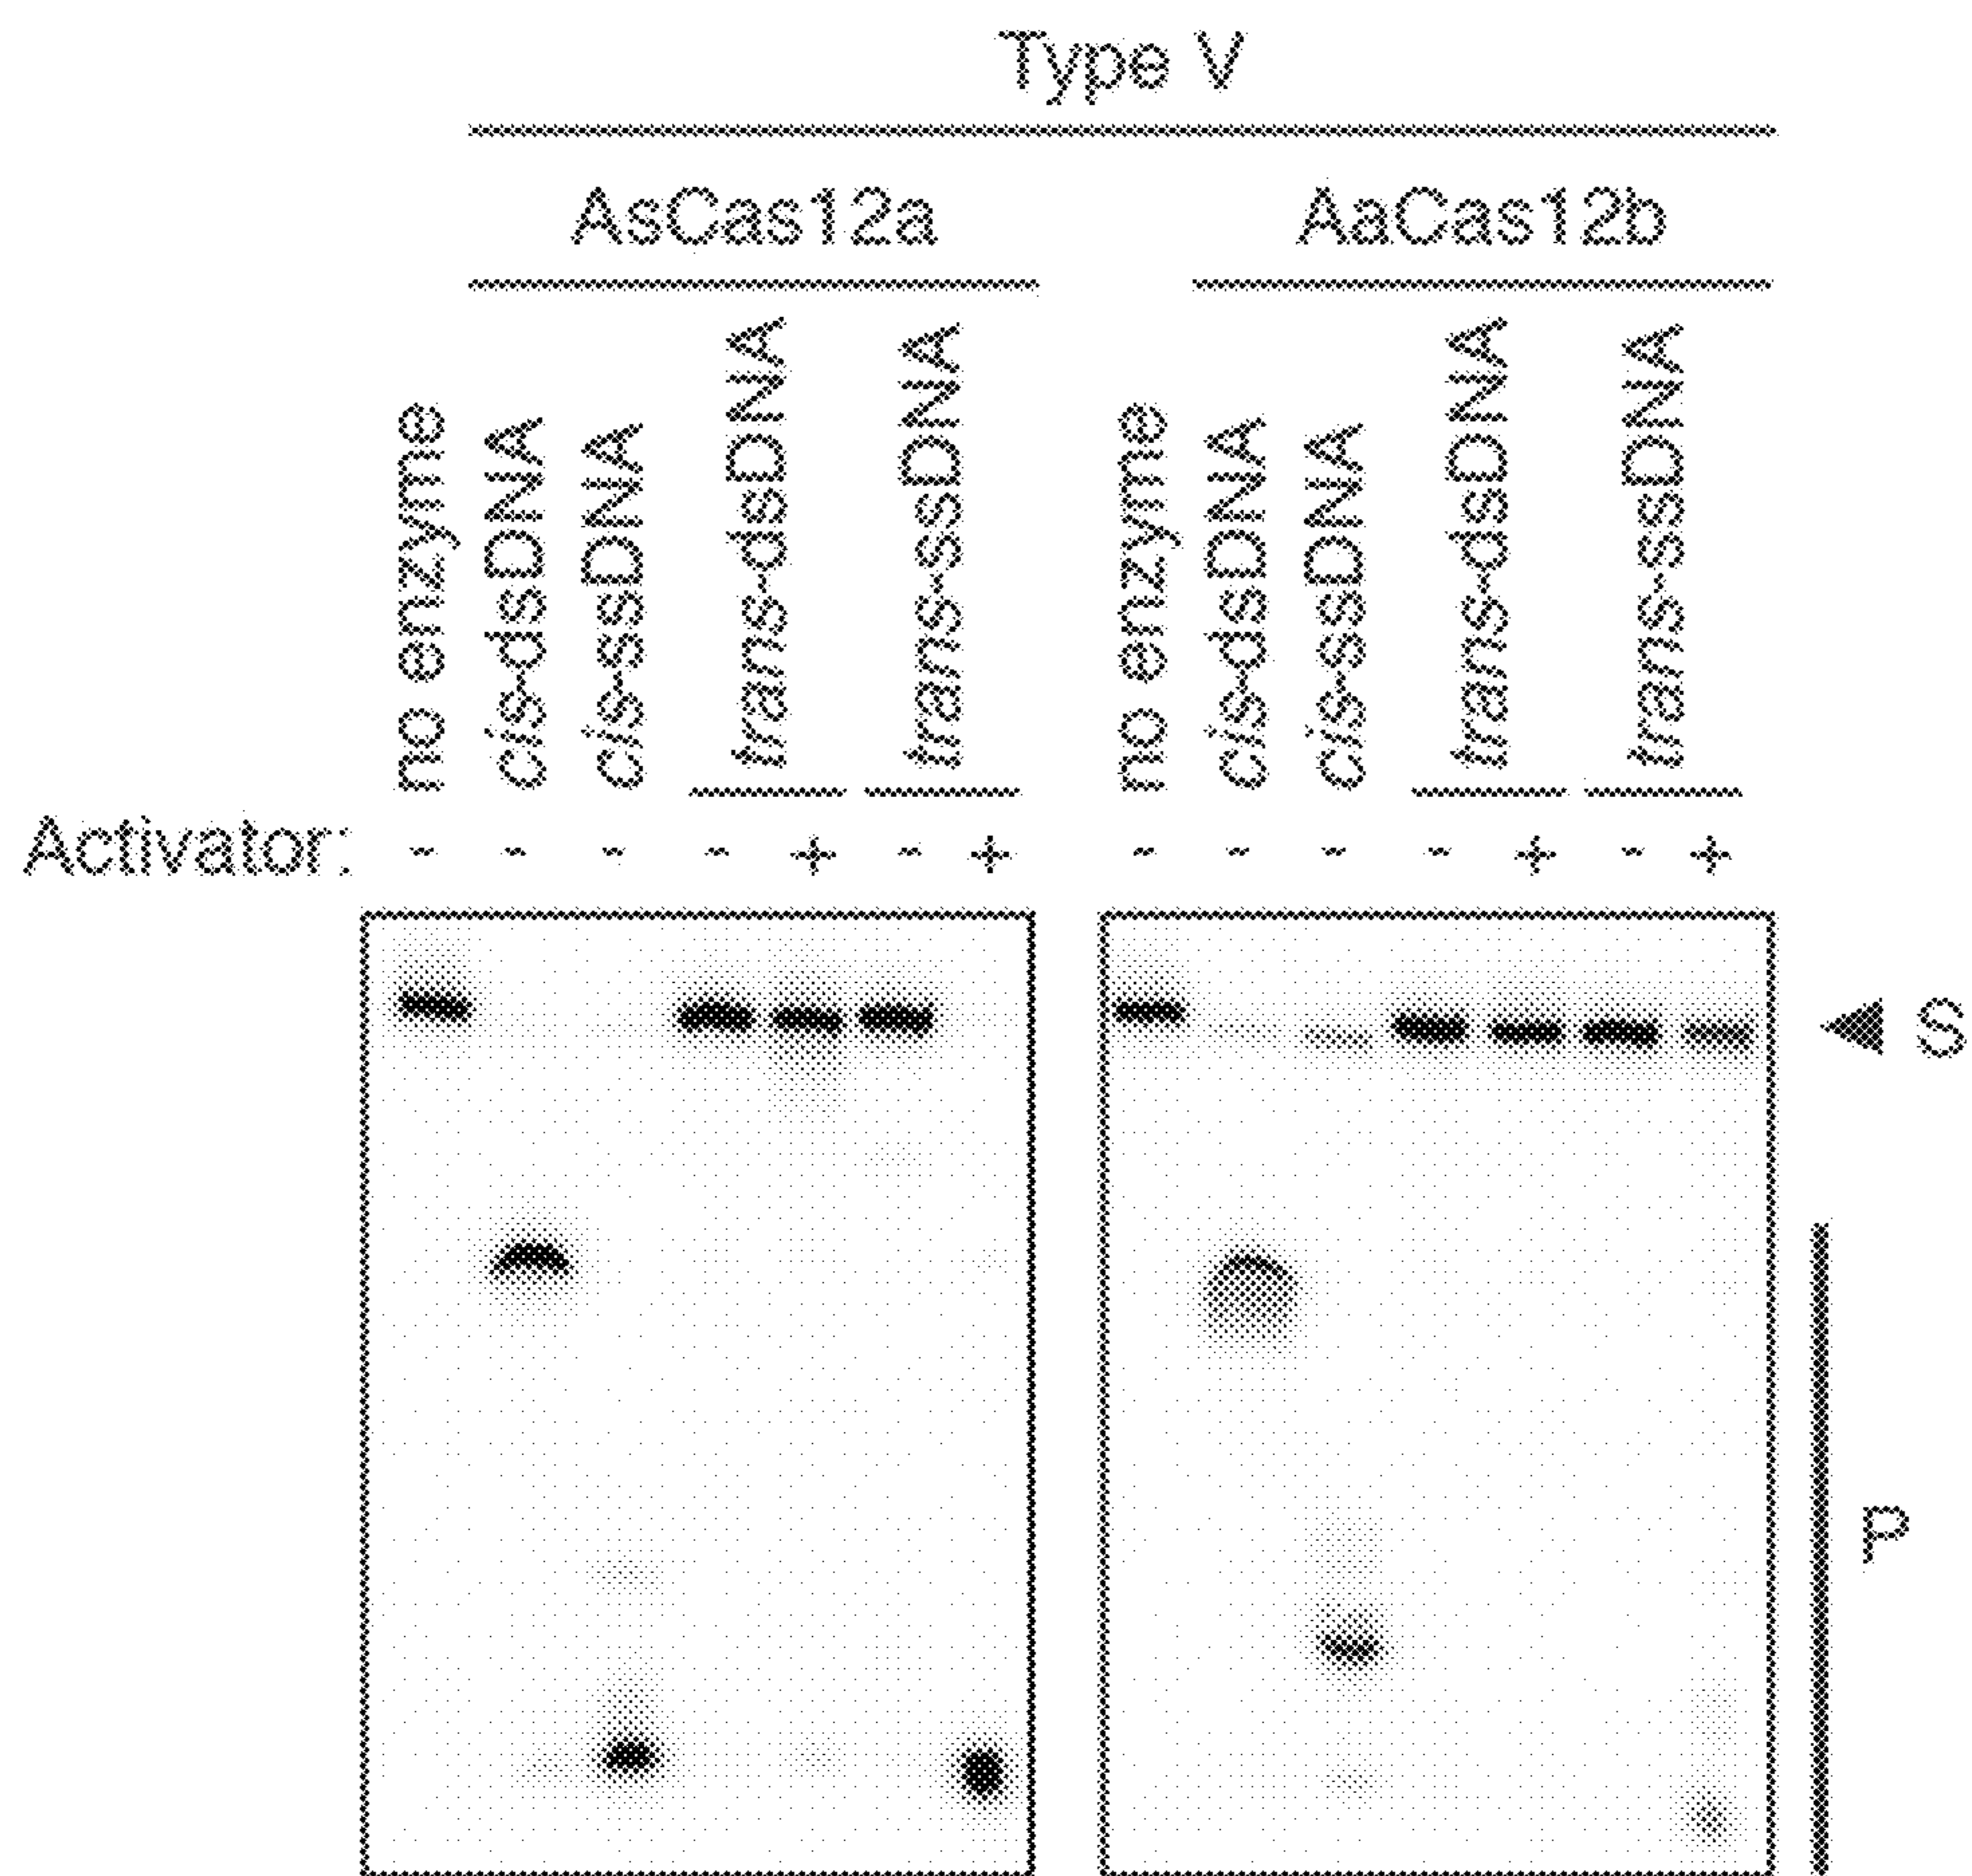 Type V
AsCas12a AaCas12b
no enzyme cis-dsDNA cis-ssDNA trans-dsDNA trans-ssDNA no enzyme cis-dsDNA cis-ssDNA trans-dsDNA trans-ssDNA
Activator: - - - - + - + - - - - + - +
S
P